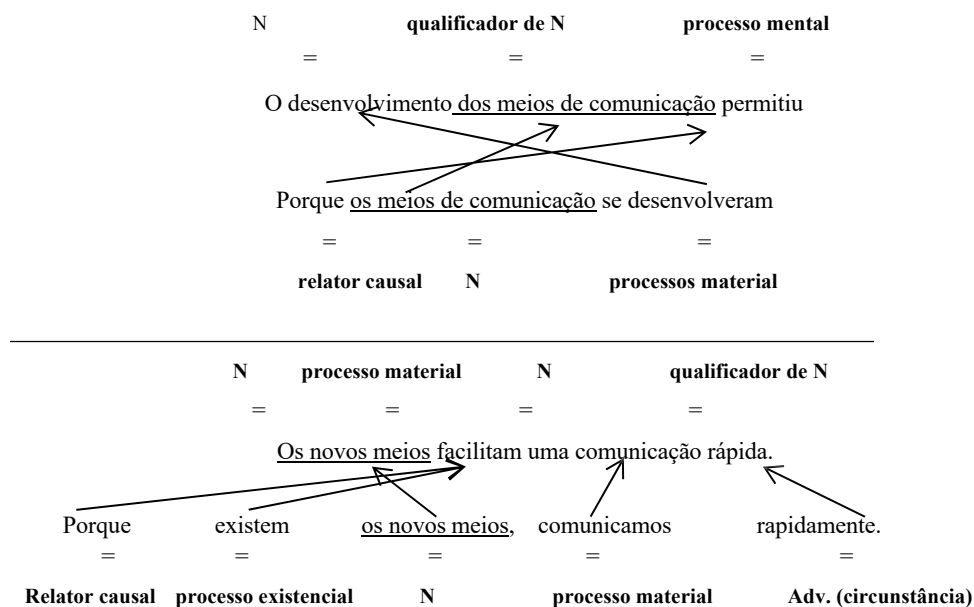 N qualificador de N processo mental
= = =
O desenvolvimento dos meios de comunicação permitiu
Porque os meios de comunicação se desenvolveram
= = =
relator causal N processos material
N processo material N qualificador de N
= = = =
Os novos meios facilitam uma comunicação rápida.
Porque existem os novos meios, comunicamos rapidamente.
= = = = =
Relator causal processo existencial N processo material Adv. (circunstância)